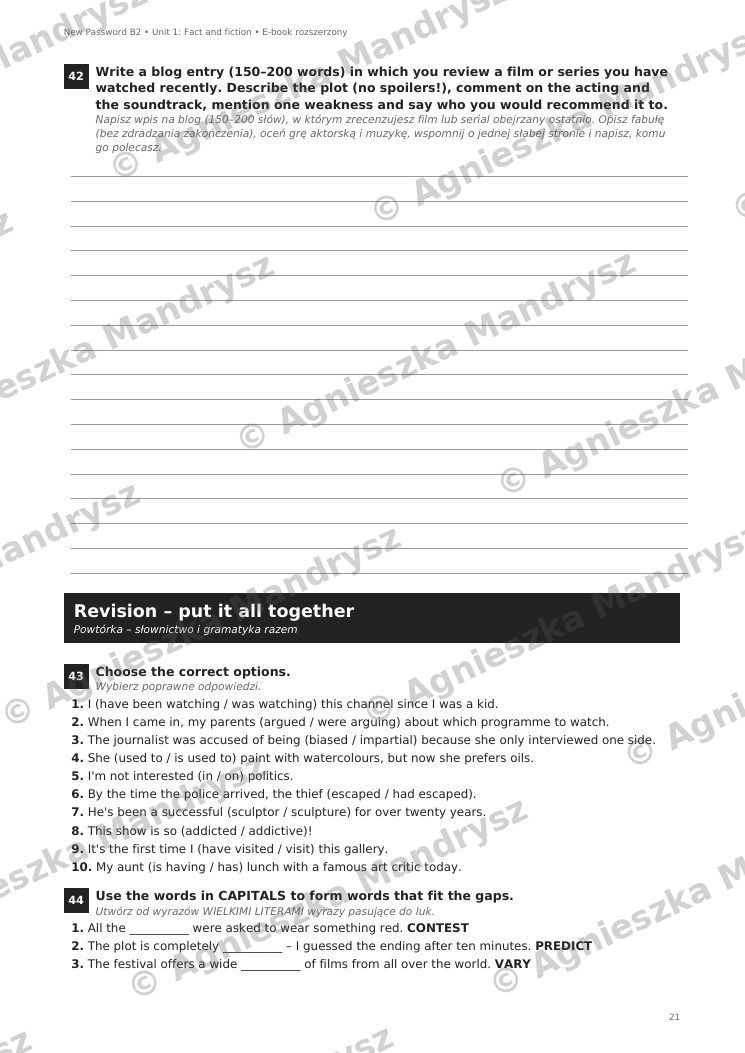 New Password B2 • Unit 1: Fact and fiction • E-book rozszerzony
42 Write a blog entry (150–200 words) in which you review a film or series you have
watched recently. Describe the plot (no spoilers!), comment on the acting and
the soundtrack, mention one weakness and say who you would recommend it to.
Napisz wpis na blog (150–200 słów), w którym zrecenzujesz film lub serial obejrzany ostatnio. Opisz fabułę
(bez zdradzania zakończenia), oceń grę aktorską i muzykę, wspomnij o jednej słabej stronie i napisz, komu
go polecasz.
Revision – put it all together
Powtórka – słownictwo i gramatyka razem
43 Choose the correct options.
Wybierz poprawne odpowiedzi.
1. I (have been watching / was watching) this channel since I was a kid.
2. When I came in, my parents (argued / were arguing) about which programme to watch.
3. The journalist was accused of being (biased / impartial) because she only interviewed one side.
4. She (used to / is used to) paint with watercolours, but now she prefers oils.
5. I'm not interested (in / on) politics.
6. By the time the police arrived, the thief (escaped / had escaped).
7. He's been a successful (sculptor / sculpture) for over twenty years.
8. This show is so (addicted / addictive)!
9. It's the first time I (have visited / visit) this gallery.
10. My aunt (is having / has) lunch with a famous art critic today.
44 Use the words in CAPITALS to form words that fit the gaps.
Utwórz od wyrazów WIELKIMI LITERAMI wyrazy pasujące do luk.
1. All the __________ were asked to wear something red. CONTEST
2. The plot is completely __________ – I guessed the ending after ten minutes. PREDICT
3. The festival offers a wide __________ of films from all over the world. VARY
21
© Agnieszka Mandrysz